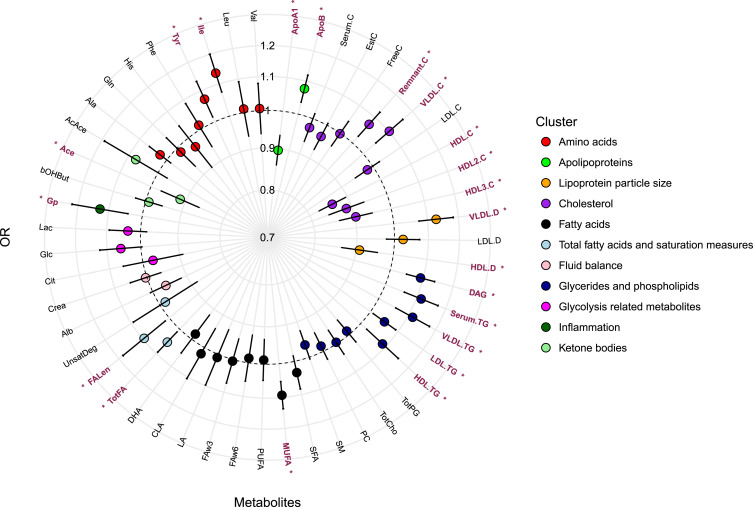 OR
1.2
1.1
1
0.9
0.8
0.7
* ApoA1
* ApoB
Serum.C
EstC
FreeC
Remnant.C *
VLDL.C *
LDL.C
HDL.C *
HDL2.C *
HDL3.C *
VLDL.D *
LDL.D
HDL.D *
DAG *
Serum.TG *
VLDL.TG *
LDL.TG *
HDL.TG *
TotPG
TotCho
PC
SM
SFA
MUFA *
PUFA
FAw6
FAw3
LA
CLA
DHA
* TotFA
* FALen
UnsatDeg
Alb
Crea
Cit
Glc
Lac
* Gp
bOHBut
* Ace
AcAce
Ala
Gln
His
Phe
* Tyr
* Ile
Leu
Val
Metabolites
Cluster
Amino acids
Apolipoproteins
Lipoprotein particle size
Cholesterol
Fatty acids
Total fatty acids and saturation measures
Fluid balance
Glycerides and phospholipids
Glycolysis related metabolites
Inflammation
Ketone bodies